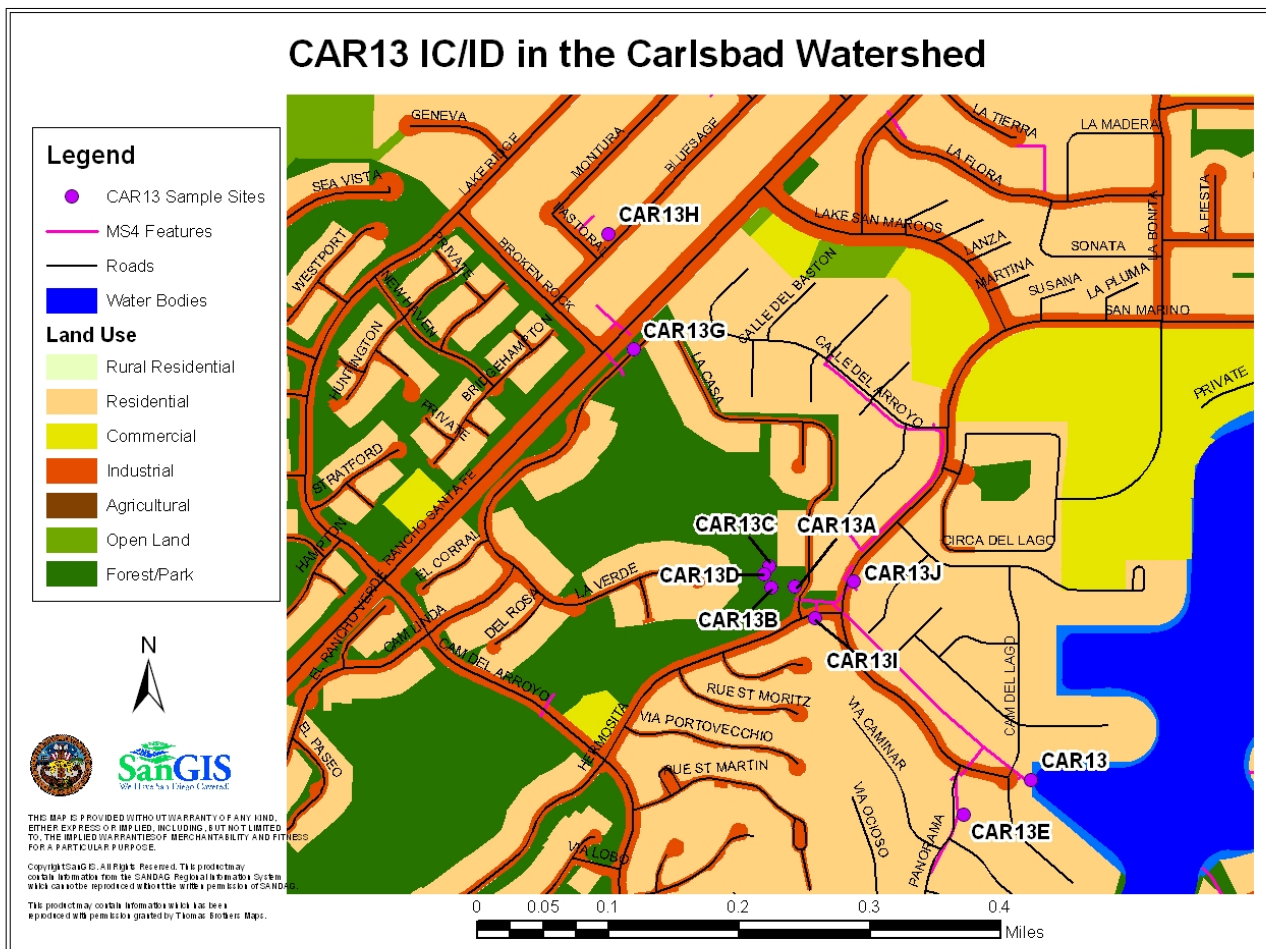 CAR13 IC/ID in the Carlsbad Watershed
Legend
CAR13 Sample Sites
MS4 Features
Roads
Water Bodies
Land Use
Rural Residential
Residential
Commercial
Industrial
Agricultural
Open Land
Forest/Park
N
SanGIS
We Have San Diego Covered!
THIS MAP IS PROVIDED WITHOUT WARRANTY OF ANY KIND,
EITHER EXPRESS OR IMPLIED, INCLUDING, BUT NOT LIMITED
TO, THE IMPLIED WARRANTIES OF MERCHANTABILITY AND FITNESS
FOR A PARTICULAR PURPOSE.
Copyright SanGIS. All Rights Reserved. This product may
contain information from the SANDAG Regional Information System
which cannot be reproduced without the written permission of SANDAG.
This product may contain information which has been
reproduced with permission granted by Thomas Brothers Maps.
GENEVA
LAKE RIDGE
MONTURA
BLUESAGE
LA TIERRA
LA MADERA
LA FLORA
SEA VISTA
PASTORAL
CAR13H
LAKE SAN MARCOS
LA BONITA
A FIESTA
WESTPORT
PRIVATE
BROKEN ROCK
LANZA
SONATA
NEW HAVEN
CALLE DEL BASTON
MARTINA
SUSANA
LA PLUMA
SAN MARINO
HUNTINGTON
BRIDGEHAMPTON
CAR13G
LA CASA
CALLE DEL ARROYO
PRIVATE
PRIVATE
STRATFORD
RANCHO SANTA FE
HAMPTON
EL CORRAL
CAR13C
CAR13A
CIRCA DEL LAGO
CAR13D
LA VERDE
CAR13J
CAR13B
EL RANCHO VERDE
CAM LINDA
DEL ROSA
CAR13I
CAM DEL ARROYO
RUE ST MORITZ
CAM DEL LAGO
EL PASEO
HERMOSITA
VIA PORTOVECCHIO
VIA CAMINAR
RUE ST MARTIN
CAR13
VIA OCIOSO
CAR13E
PANORAMA
VIA LOBO
0 0.05 0.1 0.2 0.3 0.4
Miles